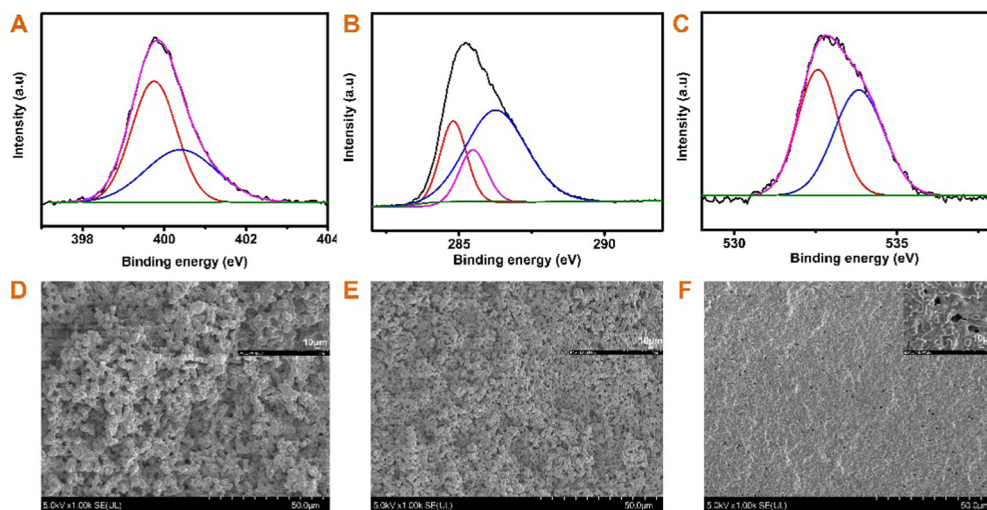 A
Intensity (a.u)
398 400 402 404
Binding energy (eV)
B
Intensity (a.u)
285 290
Binding energy (eV)
C
Intensity (a.u)
530 535
Binding energy (eV)
D
10μm
5.0kV x1.00k SE(UL) 50.0μm
E
10μm
5.0kV x1.00k SE(UL) 50.0μm
F
5.0kV x1.00k SE(UL) 50.0μm